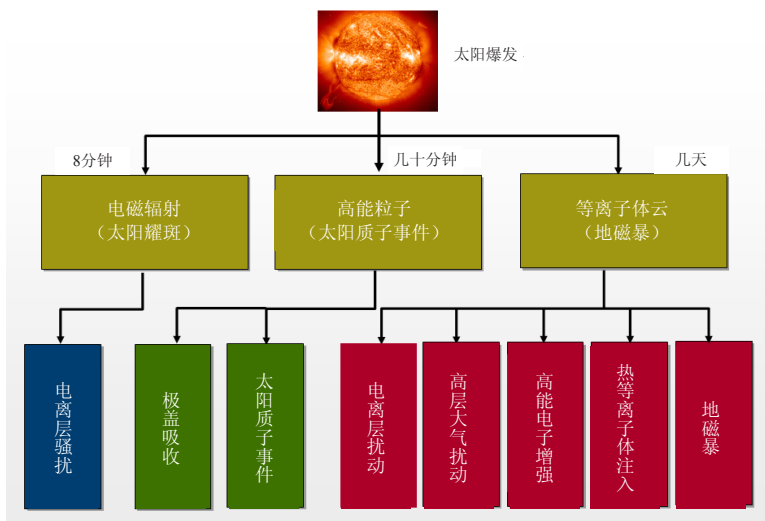 太阳爆发
8分钟
几十分钟
几天
电磁辐射
（太阳耀斑）
高能粒子
（太阳质子事件）
等离子体云
（地磁暴）
电离层骚扰
极盖吸收
太阳质子事件
电离层扰动
高层大气扰动
高能电子增强
热等离子体注入
地磁暴